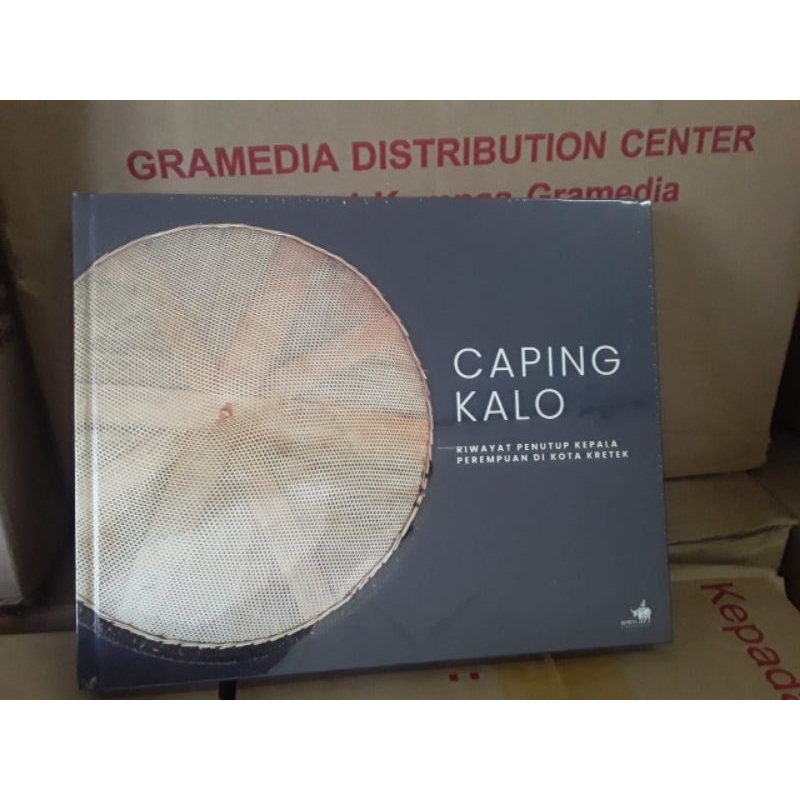 GRAMEDIA DISTRIBUTION CENTER
Gramedia
CAPING
KALO
RIWAYAT PENUTUP KEPALA
PEREMPUAN DI KOTA KRETEK
Kepada